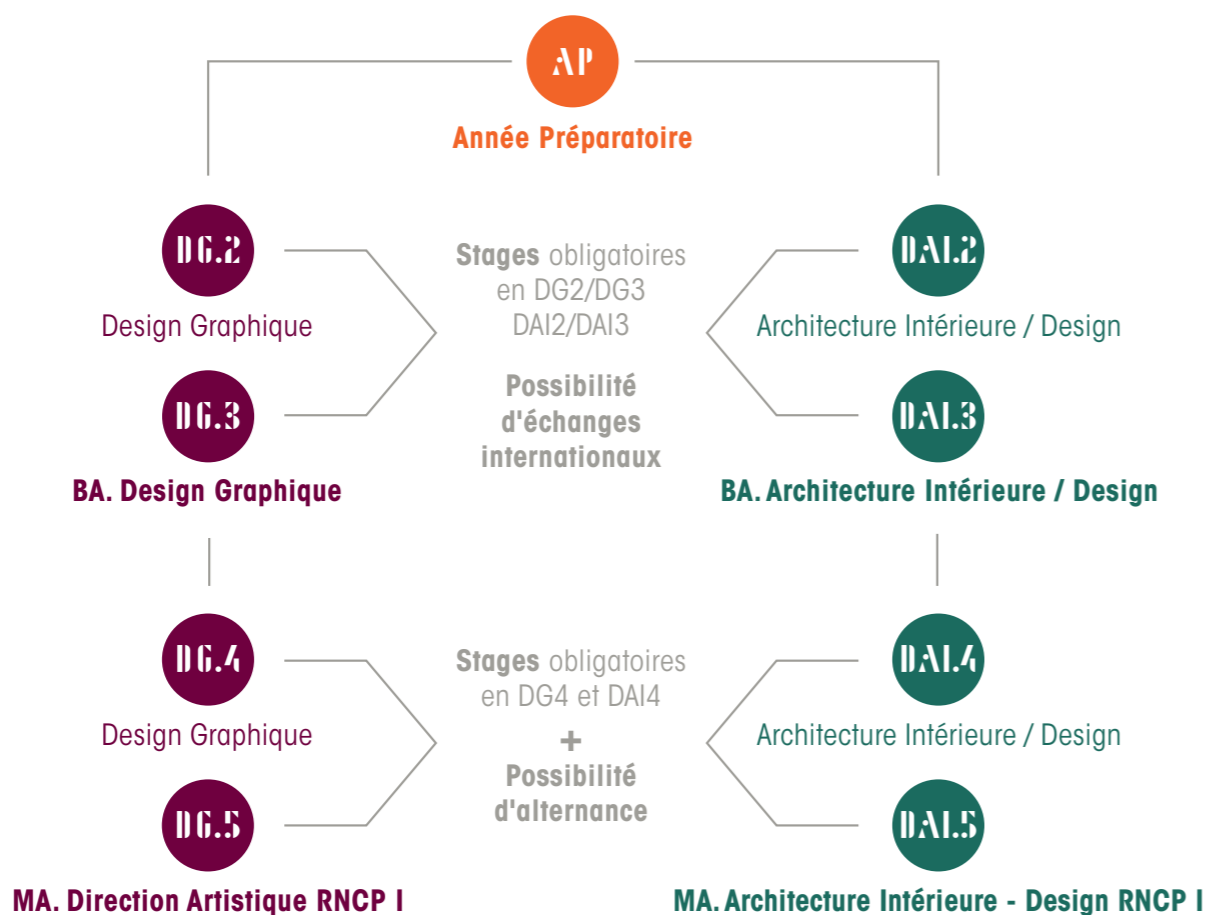 AP
Année Préparatoire
DG.2
Design Graphique
DG.3
BA. Design Graphique
Stages obligatoires
en DG2/DG3
DAI2/DAI3
Possibilité
d'échanges
internationaux
DAI.2
Architecture Intérieure / Design
DAI.3
BA. Architecture Intérieure / Design
DG.4
Design Graphique
DG.5
MA. Direction Artistique RNCP I
Stages obligatoires
en DG4 et DAI4
+
Possibilité
d'alternance
DAI.4
Architecture Intérieure / Design
DAI.5
MA. Architecture Intérieure - Design RNCP I